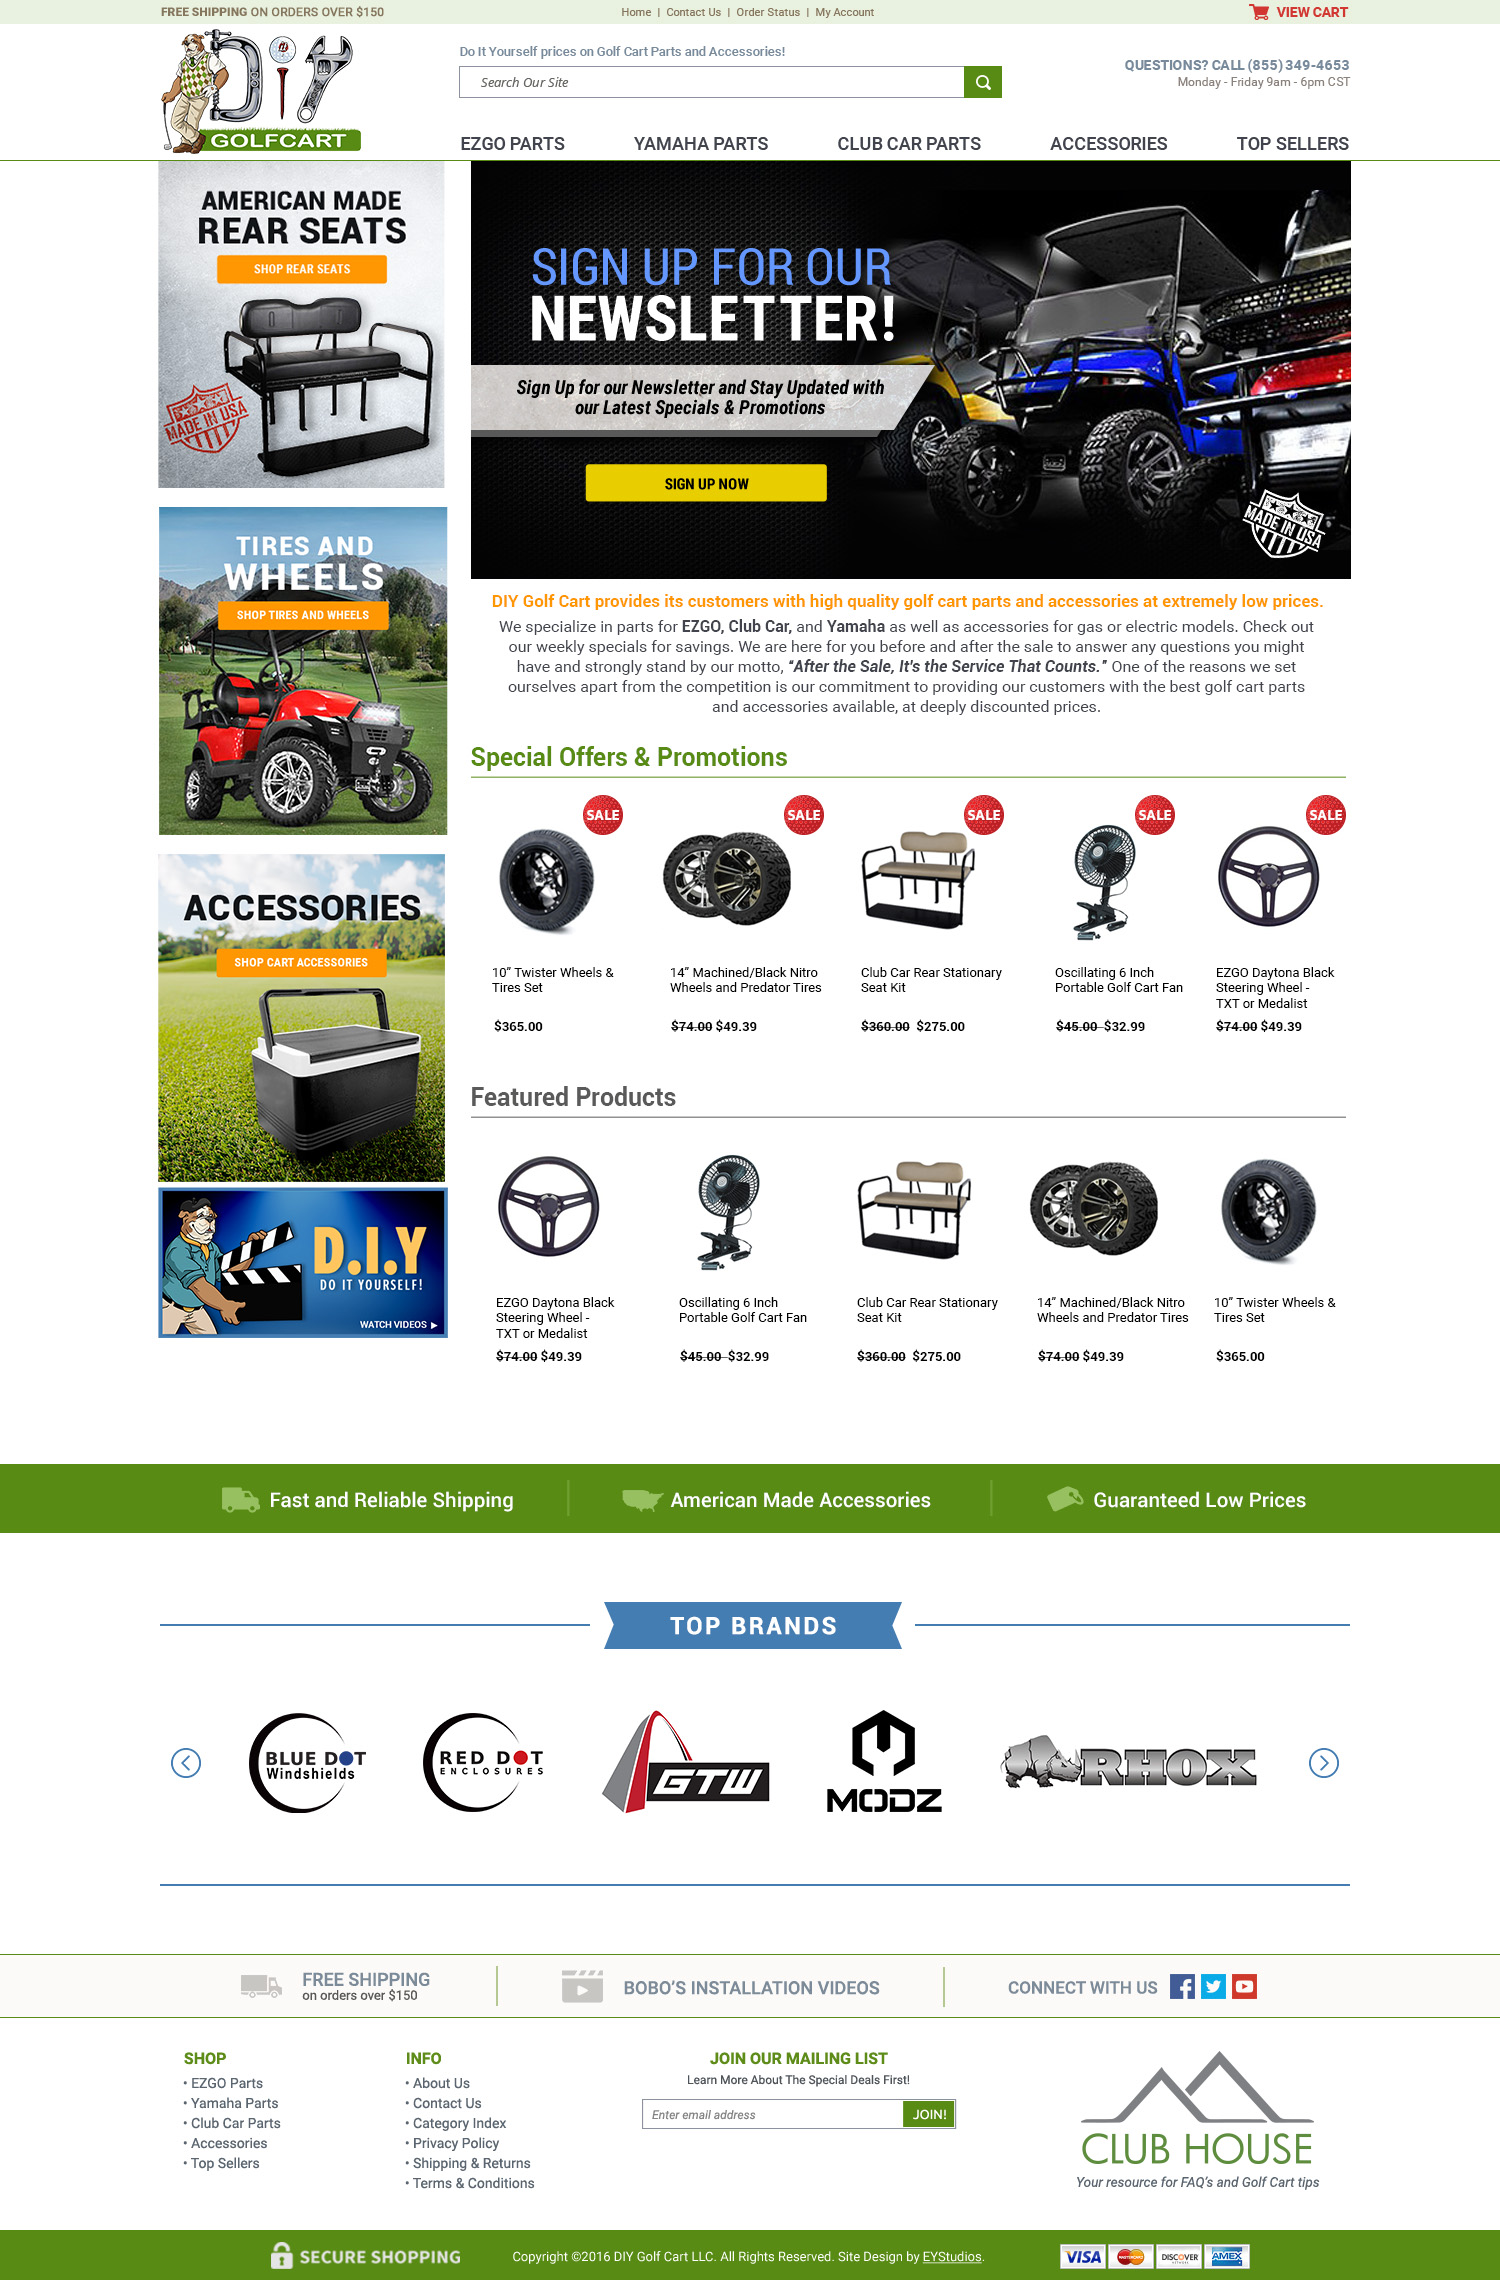 FREE SHIPPING ON ORDERS OVER $150
Home | Contact Us | Order Status | My Account
VIEW CART
DIY
GOLFCART
Do It Yourself prices on Golf Cart Parts and Accessories!
Search Our Site
QUESTIONS? CALL (855) 349-4653
Monday - Friday 9am - 6pm CST
EZGO PARTS
YAMAHA PARTS
CLUB CAR PARTS
ACCESSORIES
TOP SELLERS
AMERICAN MADE
REAR SEATS
SHOP REAR SEATS
MADE IN USA
TIRES AND
WHEELS
SHOP TIRES AND WHEELS
ACCESSORIES
SHOP CART ACCESSORIES
D.I.Y
DO IT YOURSELF!
WATCH VIDEOS ►
SIGN UP FOR OUR
NEWSLETTER!
Sign Up for our Newsletter and Stay Updated with
our Latest Specials & Promotions
SIGN UP NOW
MADE IN USA
DIY Golf Cart provides its customers with high quality golf cart parts and accessories at extremely low prices.
We specialize in parts for EZGO, Club Car, and Yamaha as well as accessories for gas or electric models. Check out
our weekly specials for savings. We are here for you before and after the sale to answer any questions you might
have and strongly stand by our motto, “After the Sale, It's the Service That Counts.” One of the reasons we set
ourselves apart from the competition is our commitment to providing our customers with the best golf cart parts
and accessories available, at deeply discounted prices.
Special Offers & Promotions
SALE
10” Twister Wheels &
Tires Set
$365.00
SALE
14” Machined/Black Nitro
Wheels and Predator Tires
$74.00 $49.39
SALE
Club Car Rear Stationary
Seat Kit
$360.00 $275.00
SALE
Oscillating 6 Inch
Portable Golf Cart Fan
$45.00 $32.99
SALE
EZGO Daytona Black
Steering Wheel -
TXT or Medalist
$74.00 $49.39
Featured Products
EZGO Daytona Black
Steering Wheel -
TXT or Medalist
$74.00 $49.39
Oscillating 6 Inch
Portable Golf Cart Fan
$45.00 $32.99
Club Car Rear Stationary
Seat Kit
$360.00 $275.00
14” Machined/Black Nitro
Wheels and Predator Tires
$74.00 $49.39
10” Twister Wheels &
Tires Set
$365.00
Fast and Reliable Shipping
American Made Accessories
Guaranteed Low Prices
TOP BRANDS
BLUE DOT
Windshields
RED DOT
ENCLOSURES
GTW
MODZ
RHOX
FREE SHIPPING
on orders over $150
BOBO'S INSTALLATION VIDEOS
CONNECT WITH US
SHOP
• EZGO Parts
• Yamaha Parts
• Club Car Parts
• Accessories
• Top Sellers
INFO
• About Us
• Contact Us
• Category Index
• Privacy Policy
• Shipping & Returns
• Terms & Conditions
JOIN OUR MAILING LIST
Learn More About The Special Deals First!
Enter email address
JOIN!
CLUB HOUSE
Your resource for FAQ's and Golf Cart tips
SECURE SHOPPING
Copyright ©2016 DIY Golf Cart LLC. All Rights Reserved. Site Design by EYStudios.
VISA
MASTERCARD
DISCOVER
AMEX